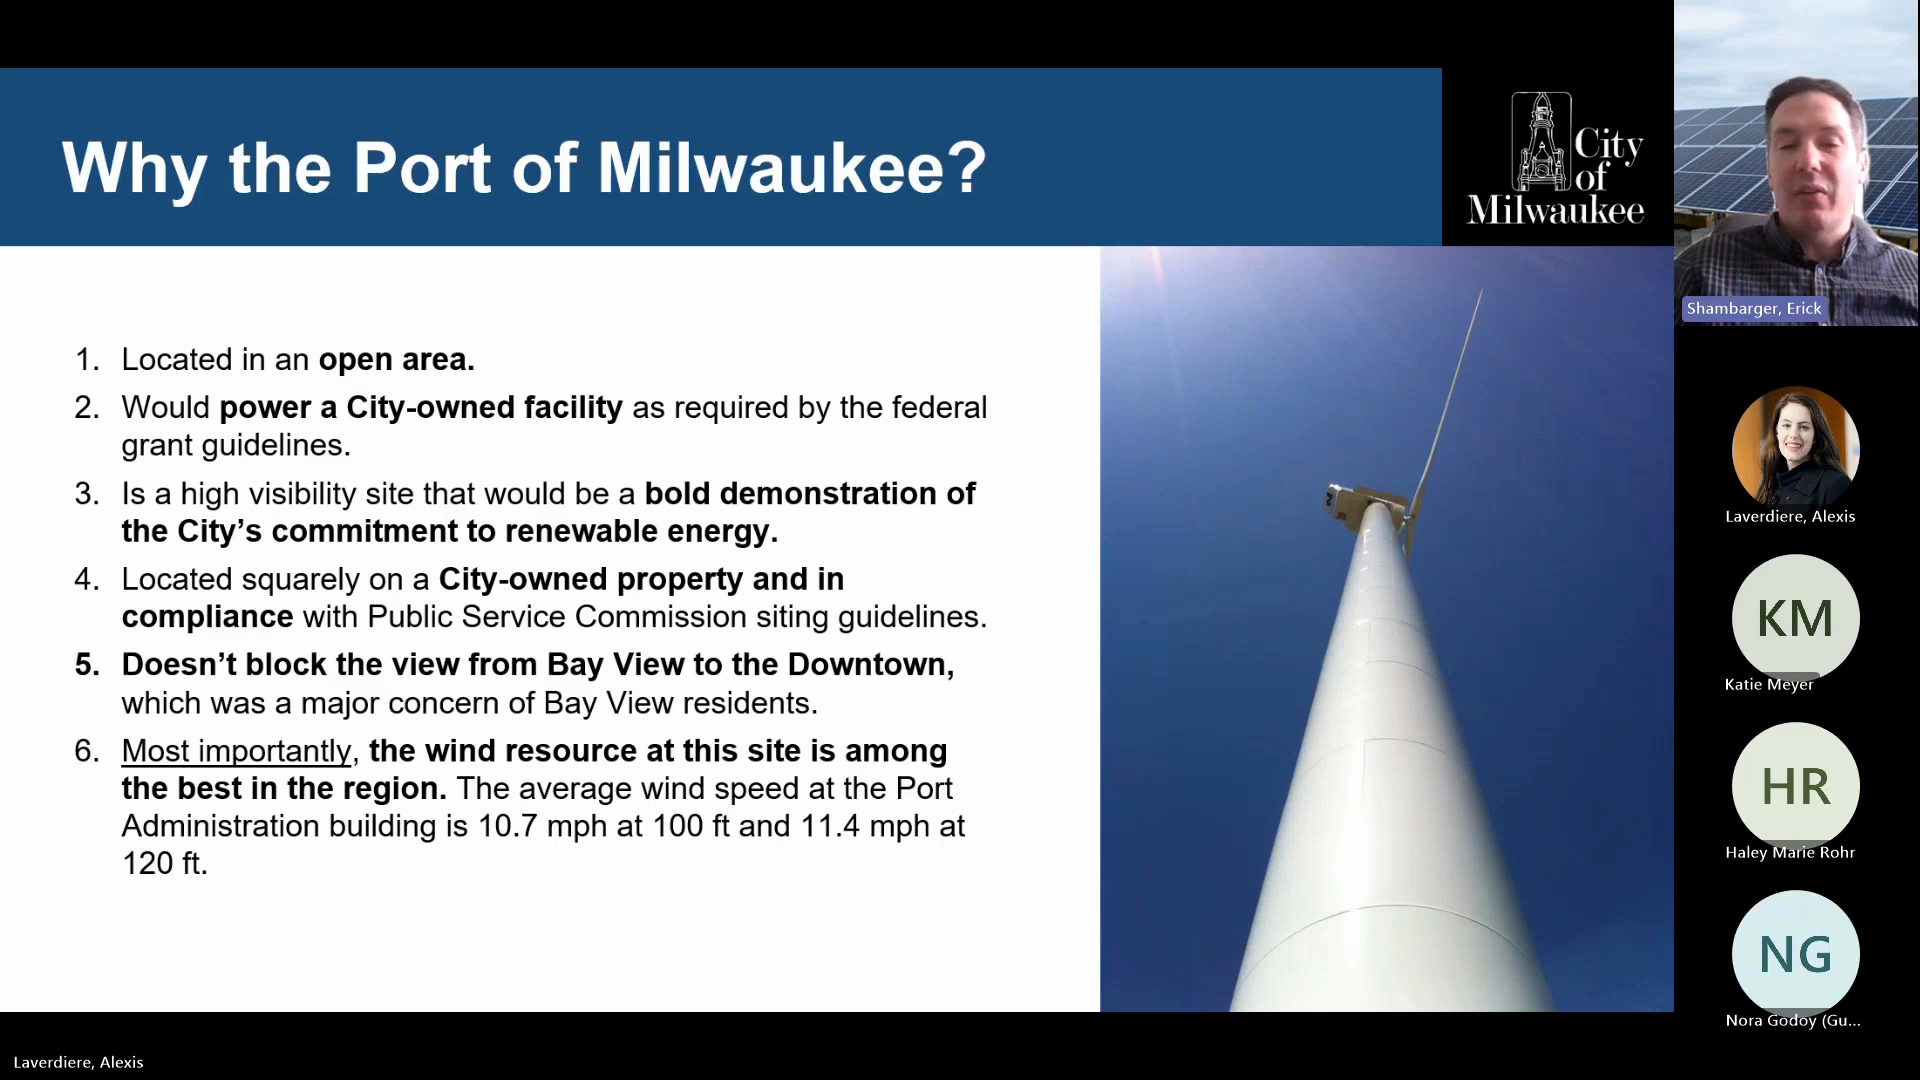 Why the Port of Milwaukee?
City
of
Milwaukee
1. Located in an open area.
2. Would power a City-owned facility as required by the federal
grant guidelines.
3. Is a high visibility site that would be a bold demonstration of
the City’s commitment to renewable energy.
4. Located squarely on a City-owned property and in
compliance with Public Service Commission siting guidelines.
5. Doesn’t block the view from Bay View to the Downtown,
which was a major concern of Bay View residents.
6. Most importantly, the wind resource at this site is among
the best in the region. The average wind speed at the Port
Administration building is 10.7 mph at 100 ft and 11.4 mph at
120 ft.
Shambarger, Erick
Laverdiere, Alexis
KM
Katie Meyer
HR
Haley Marie Rohr
NG
Nora Godoy (Gu...
Laverdiere, Alexis